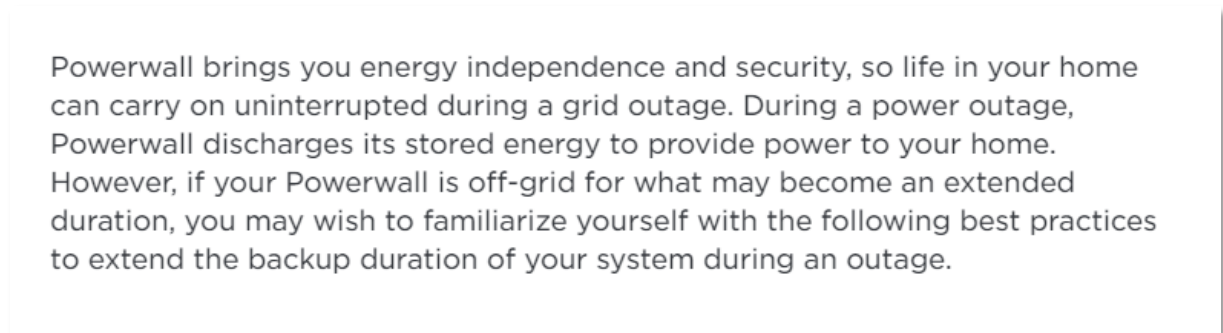 Powerwall brings you energy independence and security, so life in your home
can carry on uninterrupted during a grid outage. During a power outage,
Powerwall discharges its stored energy to provide power to your home.
However, if your Powerwall is off-grid for what may become an extended
duration, you may wish to familiarize yourself with the following best practices
to extend the backup duration of your system during an outage.